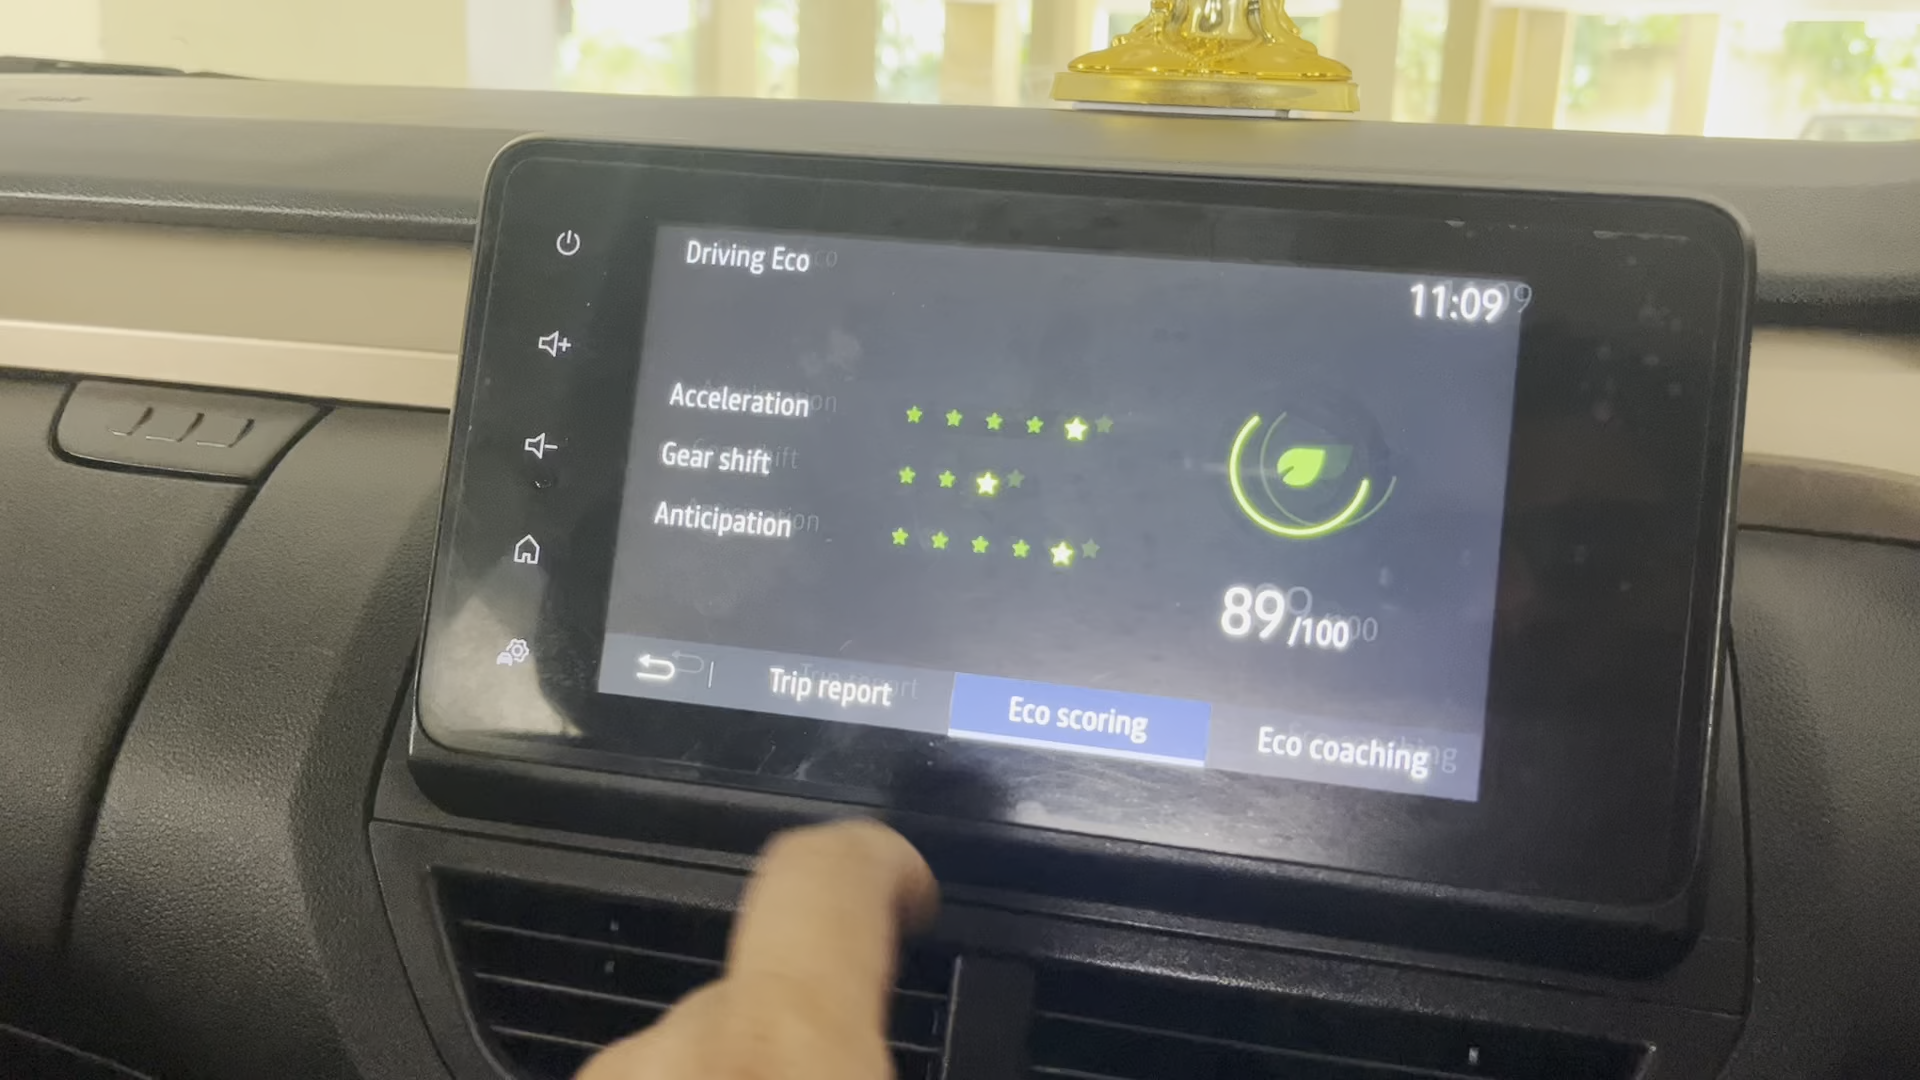 Driving Eco
11:09
Acceleration
Gear shift
Anticipation
89/100
Trip report
Eco scoring
Eco coaching